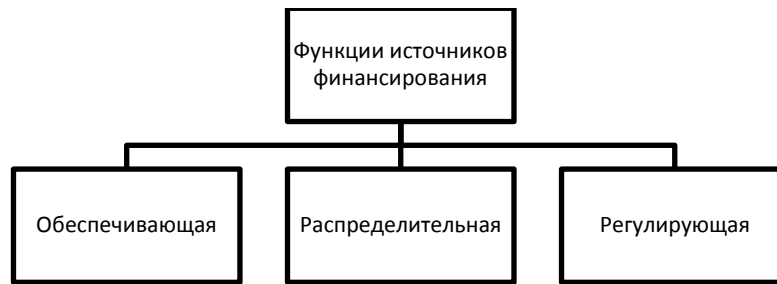 Функции источников
финансирования
Обеспечивающая
Распределительная
Регулирующая